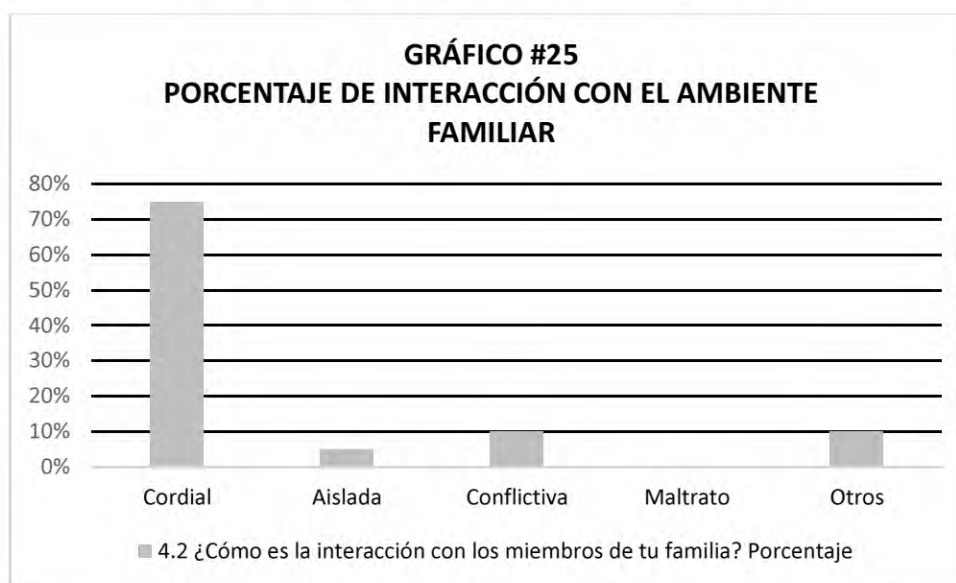 GRÁFICO #25
PORCENTAJE DE INTERACCIÓN CON EL AMBIENTE
FAMILIAR
80%
70%
60%
50%
40%
30%
20%
10%
0%
Cordial Aislada Conflictiva Maltrato Otros
4.2 ¿Cómo es la interacción con los miembros de tu familia? Porcentaje